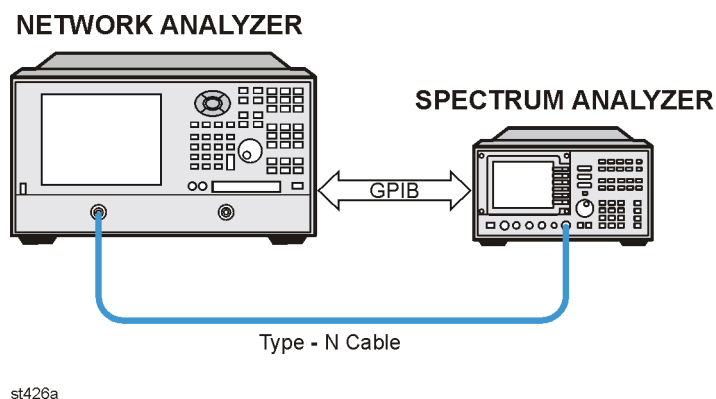 NETWORK ANALYZER
SPECTRUM ANALYZER
GPIB
Type - N Cable
st426a